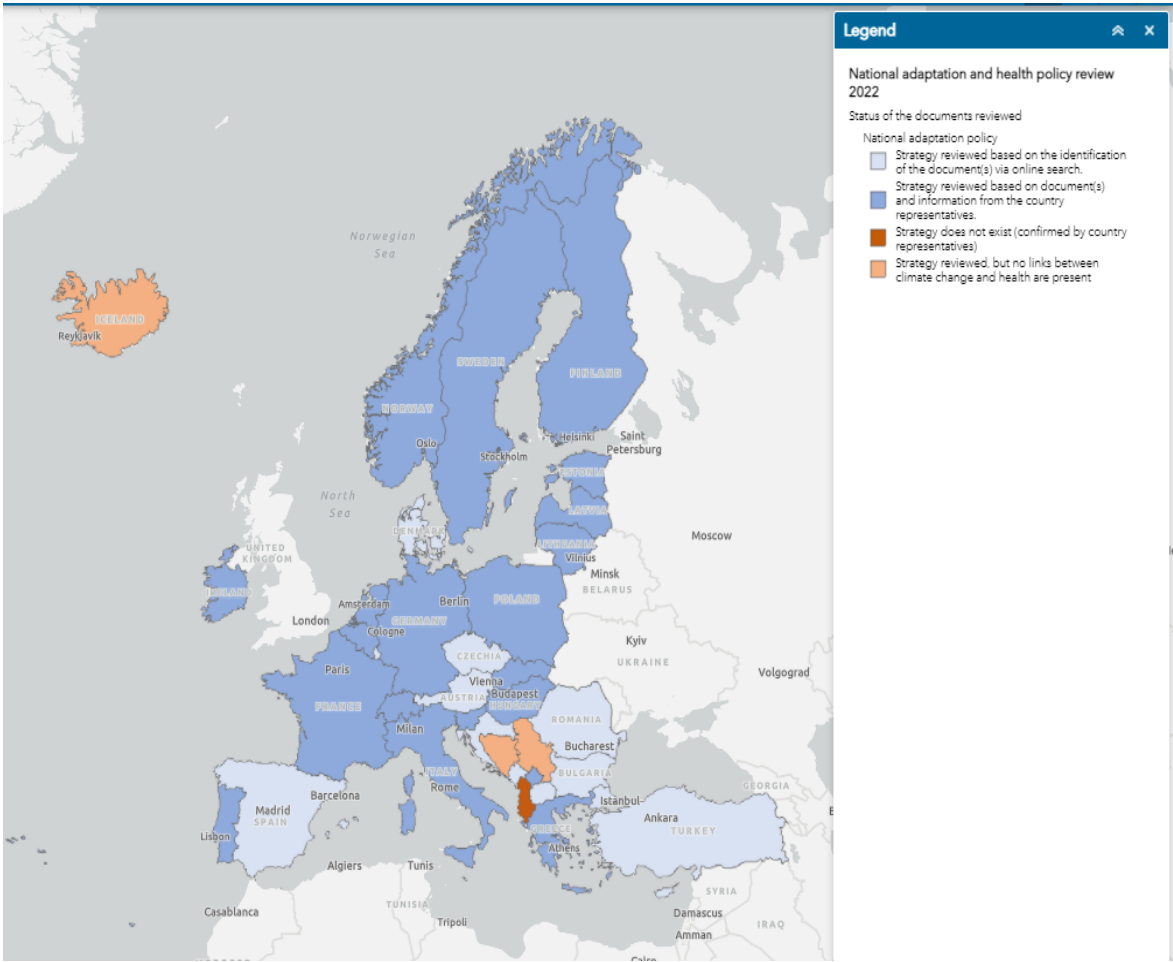 Legend
National adaptation and health policy review
2022
Status of the documents reviewed
National adaptation policy
Strategy reviewed based on the identification
of the document(s) via online search.
Strategy reviewed based on document(s)
and information from the country
representatives.
Strategy does not exist (confirmed by country
representatives)
Strategy reviewed, but no links between
climate change and health are present
Norwegian
Sea
ICELAND
Reykjavik
SWEDEN
FINLAND
NORWAY
Oslo
Helsinki
Saint
Petersburg
Stockholm
ESTONIA
North
Sea
LATVIA
DENMARK
Moscow
LITHUANIA
UNITED
KINGDOM
Vilnius
Minsk
BELARUS
IRELAND
Amsterdam
Berlin
POLAND
London
GERMANY
Cologne
Kyiv
UKRAINE
CZECHIA
Paris
Volgograd
Vienna
AUSTRIA
Budapest
HUNGARY
FRANCE
ROMANIA
Milan
Bucharest
ITALY
BULGARIA
Rome
GEORGIA
Barcelona
Istanbul
Madrid
SPAIN
Ankara
TURKEY
Lisbon
GREECE
Athens
Algiers
Tunis
SYRIA
TUNISIA
Casablanca
Damascus
Tripoli
IRAQ
Amman